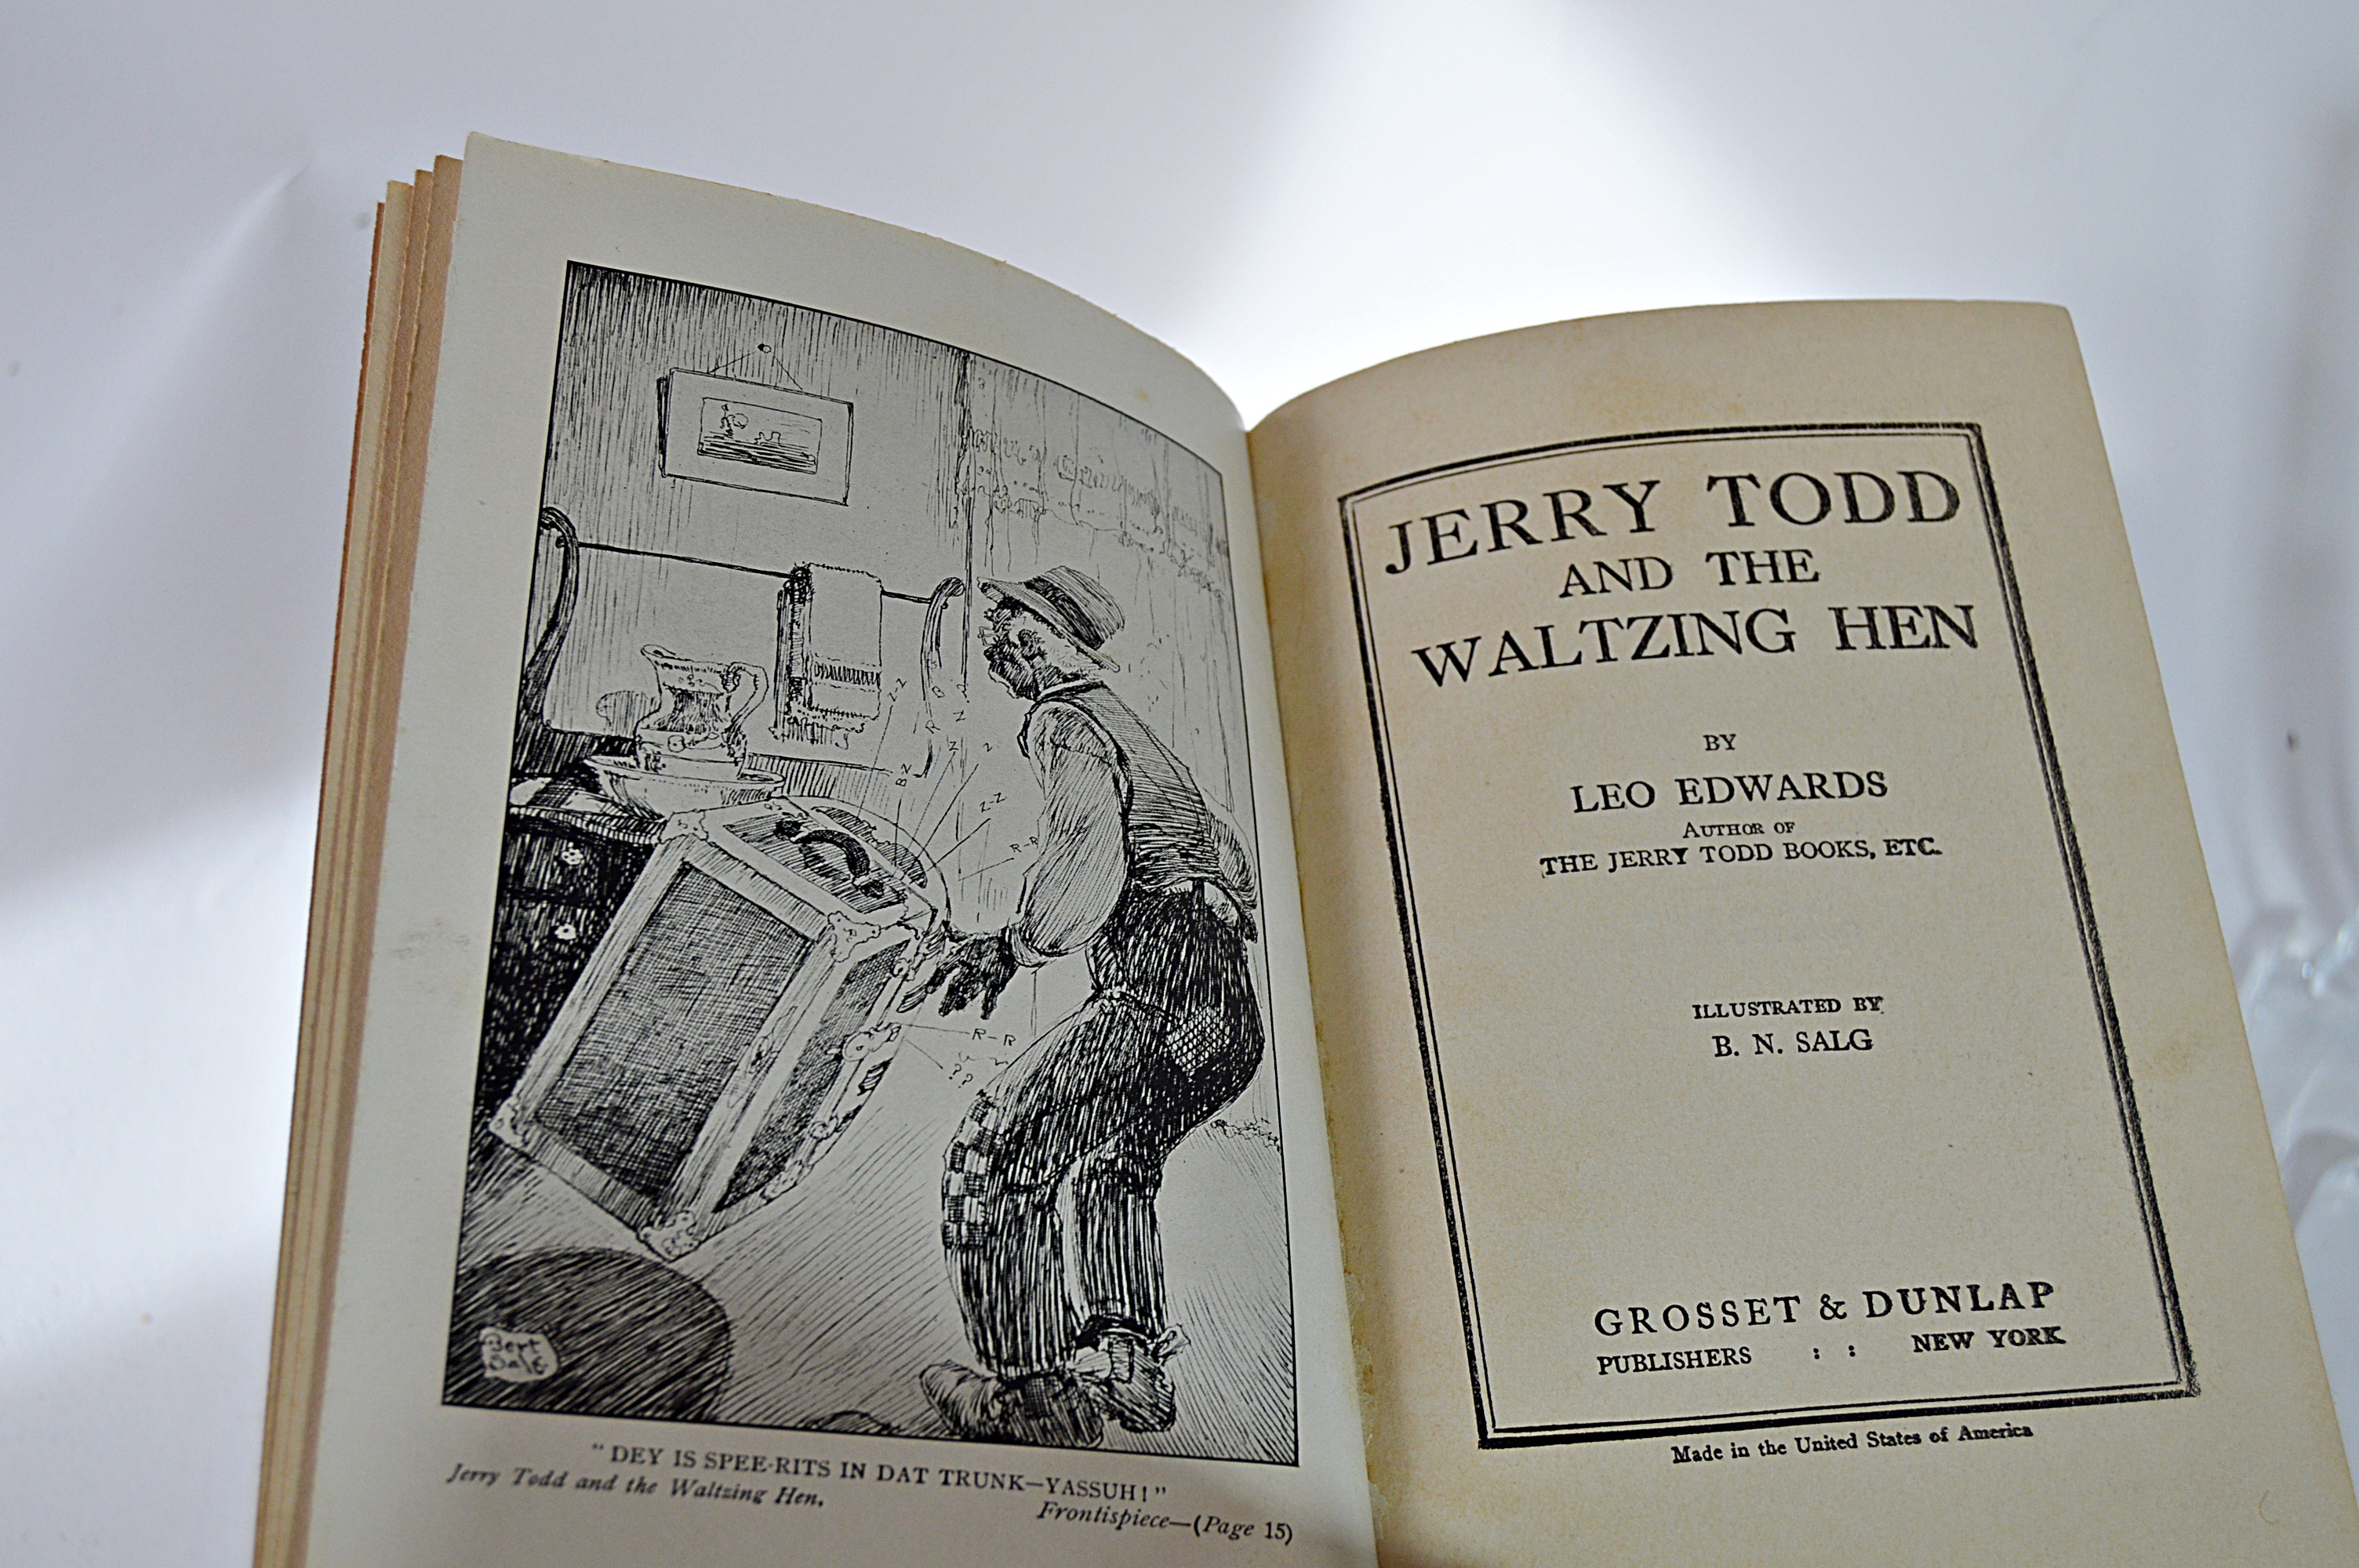 Z-Z
B Z
R
Z
B
Z
Z-Z
R-R
R-R
??
Bert
Salg
"DEY IS SPEE-RITS IN DAT TRUNK—YASSUH!"
Jerry Todd and the Waltzing Hen.
Frontispiece—(Page 15)
JERRY TODD
AND THE
WALTZING HEN
BY
LEO EDWARDS
AUTHOR OF
THE JERRY TODD BOOKS, ETC.
ILLUSTRATED BY
B. N. SALG
GROSSET & DUNLAP
PUBLISHERS : : NEW YORK
Made in the United States of America